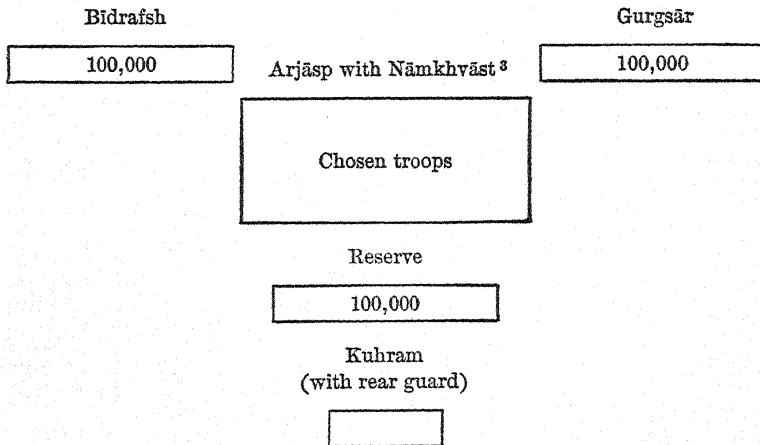 Bīdrafsh
Gurgsār
100,000
Arjāsp with Nāmkhvāst ³
100,000
Chosen troops
Reserve
100,000
Kuhram
(with rear guard)